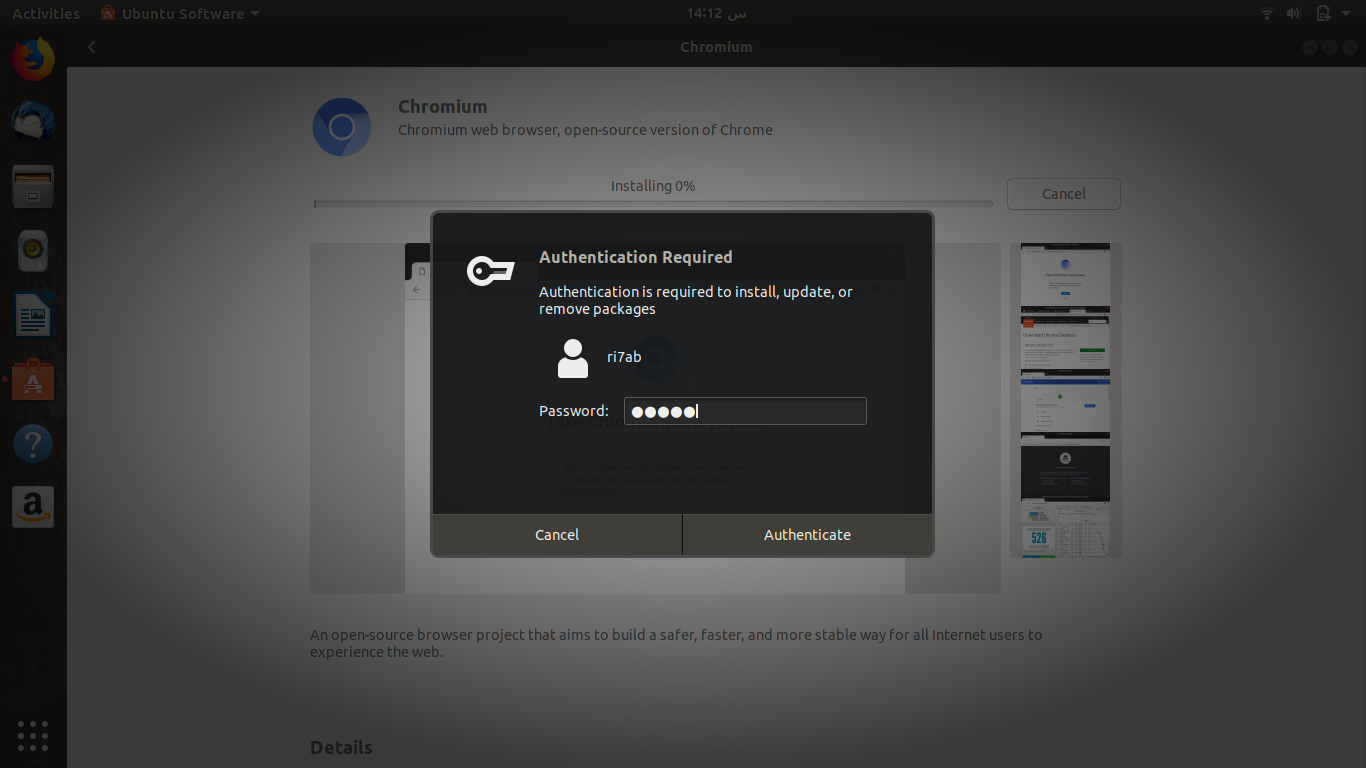 Activities
Ubuntu Software
س 14:12
Chromium
Chromium
Chromium web browser, open-source version of Chrome
Installing 0%
Cancel
Authentication Required
Authentication is required to install, update, or
remove packages
ri7ab
Password: ●●●●●
Cancel
Authenticate
Download Ubuntu Desktop
526
An open-source browser project that aims to build a safer, faster, and more stable way for all Internet users to
experience the web.
Details